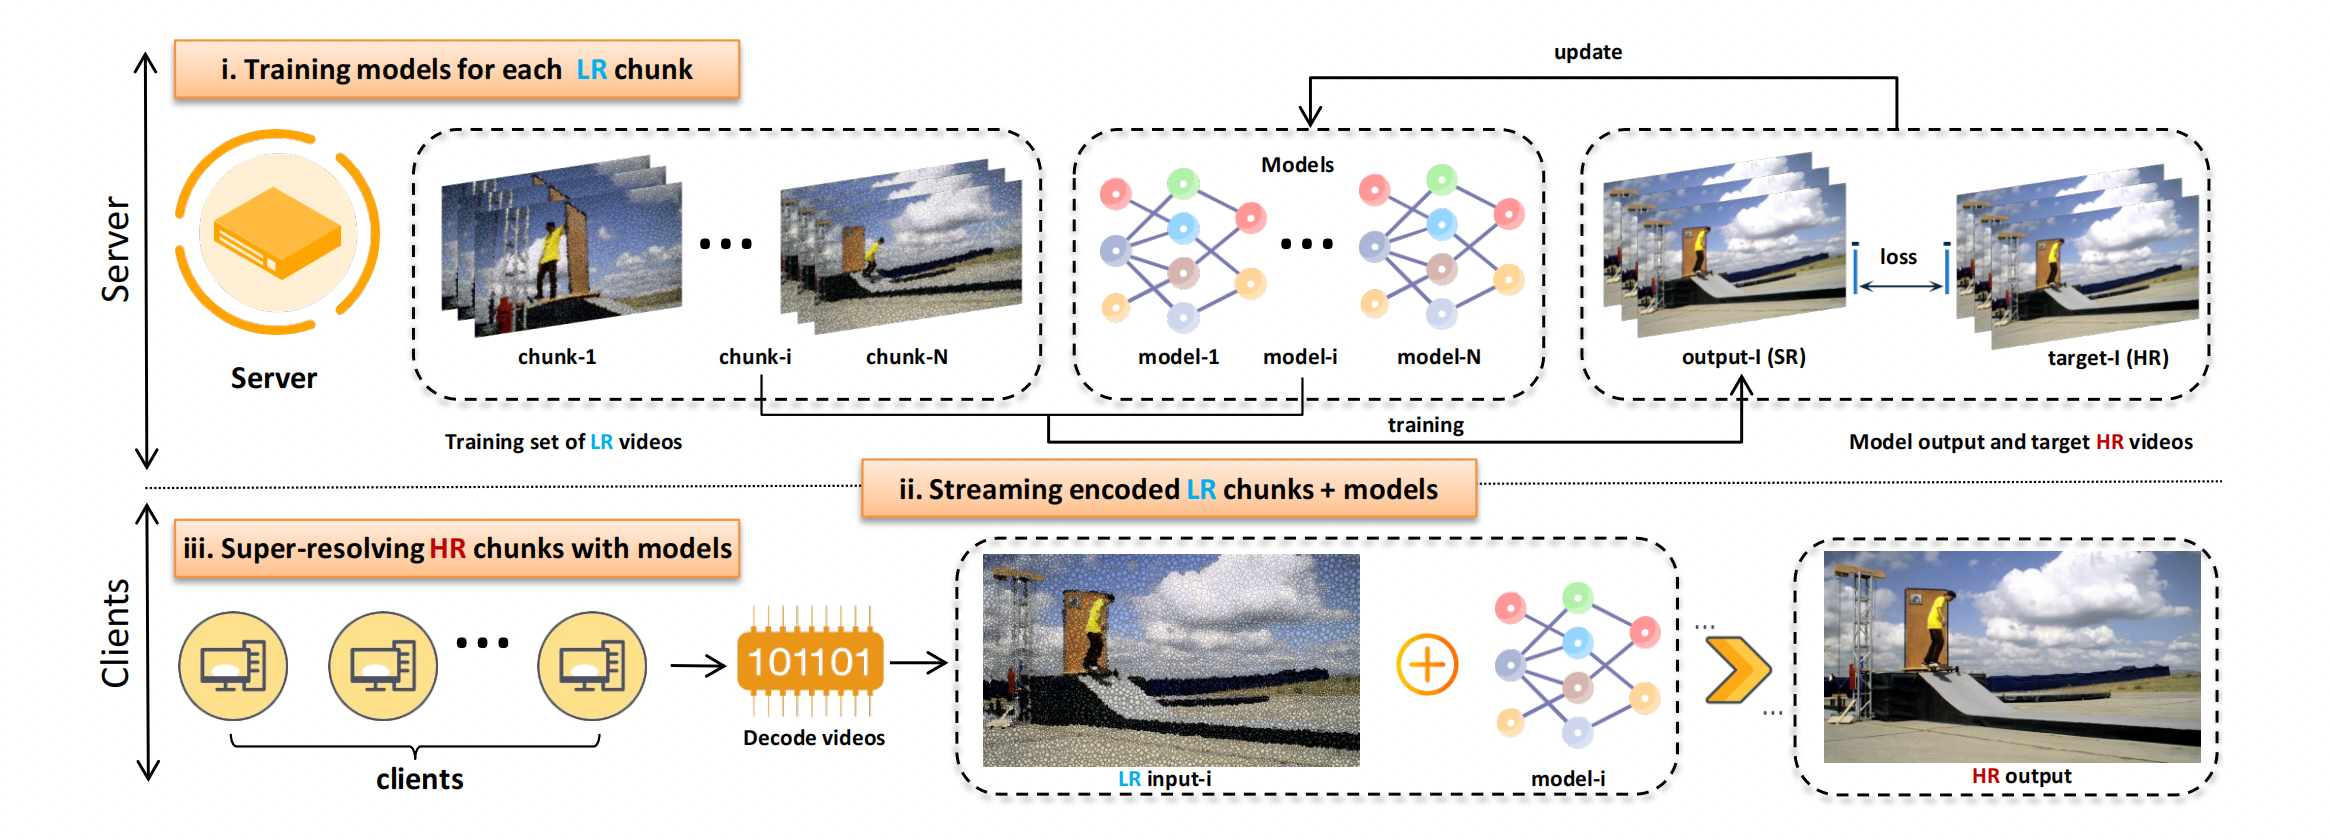 update
i. Training models for each LR chunk
Models
Server
loss
chunk-1
chunk-i
chunk-N
model-1
model-i
model-N
output-I (SR)
target-I (HR)
Server
training
Training set of LR videos
Model output and target HR videos
ii. Streaming encoded LR chunks + models
iii. Super-resolving HR chunks with models
Clients
101101
Decode videos
clients
LR input-i
model-i
HR output